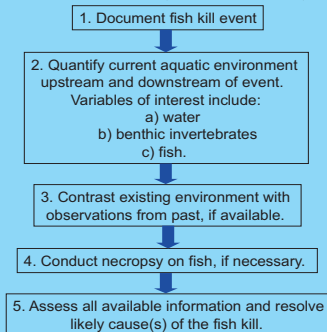 1. Document fish kill event
2. Quantify current aquatic environment
upstream and downstream of event.
Variables of interest include:
a) water
b) benthic invertebrates
c) fish.
3. Contrast existing environment with
observations from past, if available.
4. Conduct necropsy on fish, if necessary.
5. Assess all available information and resolve
likely cause(s) of the fish kill.